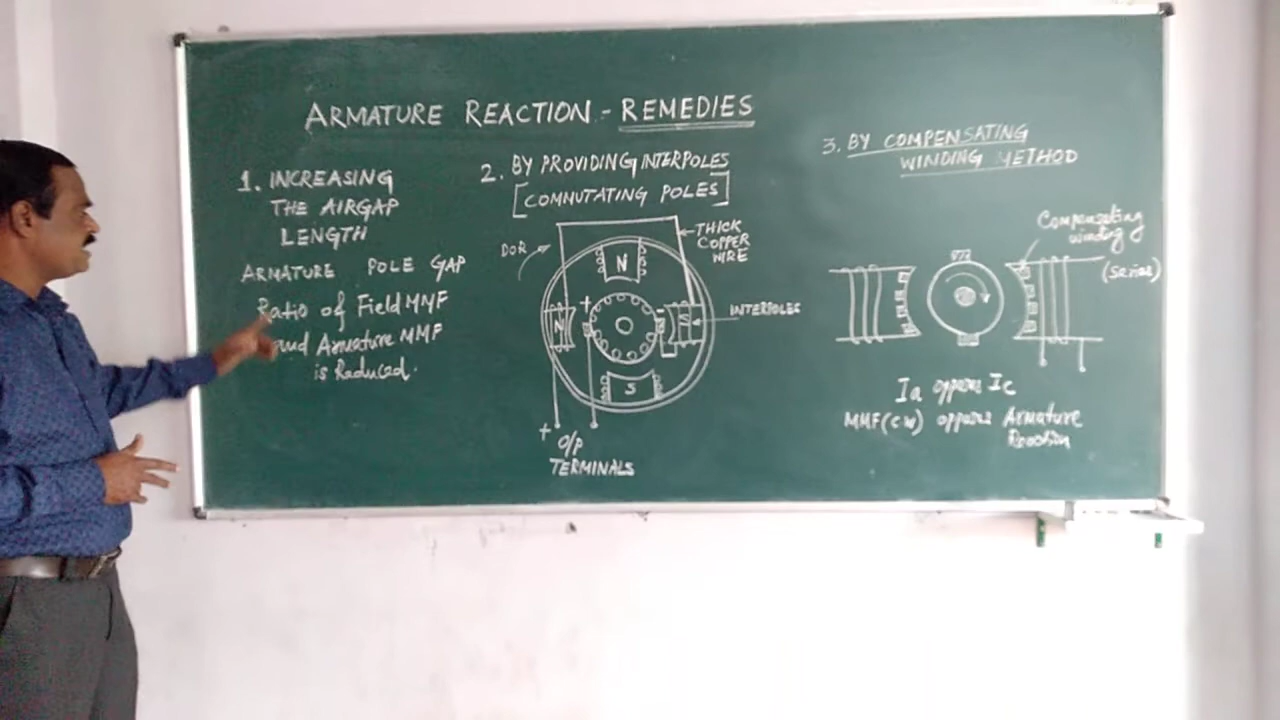 ARMATURE REACTION - REMEDIES
1. INCREASING
THE AIRGAP
LENGTH
ARMATURE POLE GAP
Ratio of Field MMF
and Armature MMF
is Reduced.
2. BY PROVIDING INTERPOLES
[COMMUTATING POLES]
DOR
THICK
COPPER
WIRE
N
+
-
N
S
INTERPOLES
S
+
O/P
TERMINALS
3. BY COMPENSATING
WINDING METHOD
Compensating
winding
(Series)
Ia opposes Ic
MMF(CW) opposes Armature
Reaction